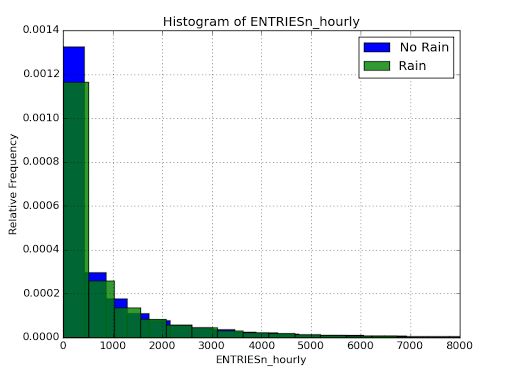 Histogram of ENTRIESn_hourly
0.0014
0.0012
0.0010
0.0008
0.0006
0.0004
0.0002
0.0000
Relative Frequency
No Rain
Rain
0 1000 2000 3000 4000 5000 6000 7000 8000
ENTRIESn_hourly